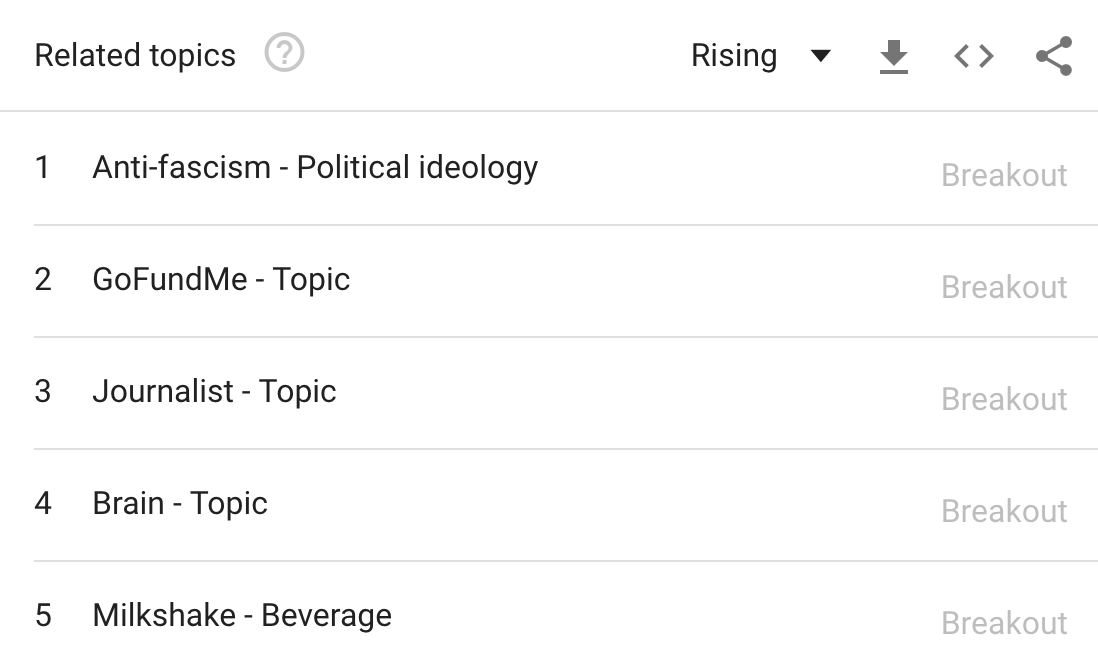 Related topics ? Rising
1 Anti-fascism - Political ideology Breakout
2 GoFundMe - Topic Breakout
3 Journalist - Topic Breakout
4 Brain - Topic Breakout
5 Milkshake - Beverage Breakout